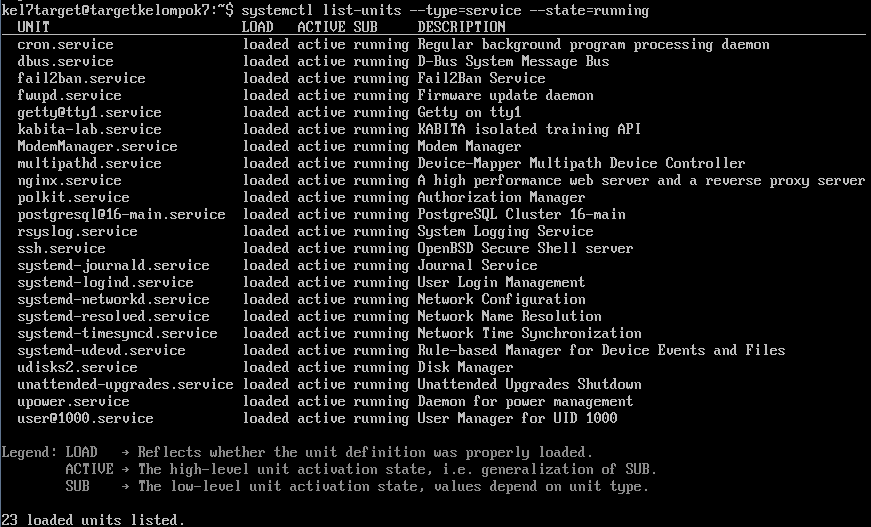 kel7target@targetkelompok7:~$ systemctl list-units --type=service --state=running
UNIT LOAD ACTIVE SUB DESCRIPTION
cron.service loaded active running Regular background program processing daemon
dbus.service loaded active running D-Bus System Message Bus
fail2ban.service loaded active running Fail2Ban Service
fwupd.service loaded active running Firmware update daemon
getty@tty1.service loaded active running Getty on tty1
kabita-lab.service loaded active running KABITA isolated training API
ModemManager.service loaded active running Modem Manager
multipathd.service loaded active running Device-Mapper Multipath Device Controller
nginx.service loaded active running A high performance web server and a reverse proxy server
polkit.service loaded active running Authorization Manager
postgresql@16-main.service loaded active running PostgreSQL Cluster 16-main
rsyslog.service loaded active running System Logging Service
ssh.service loaded active running OpenBSD Secure Shell server
systemd-journald.service loaded active running Journal Service
systemd-logind.service loaded active running User Login Management
systemd-networkd.service loaded active running Network Configuration
systemd-resolved.service loaded active running Network Name Resolution
systemd-timesyncd.service loaded active running Network Time Synchronization
systemd-udevd.service loaded active running Rule-based Manager for Device Events and Files
udisks2.service loaded active running Disk Manager
unattended-upgrades.service loaded active running Unattended Upgrades Shutdown
upower.service loaded active running Daemon for power management
user@1000.service loaded active running User Manager for UID 1000
Legend: LOAD → Reflects whether the unit definition was properly loaded.
ACTIVE → The high-level unit activation state, i.e. generalization of SUB.
SUB → The low-level unit activation state, values depend on unit type.
23 loaded units listed.